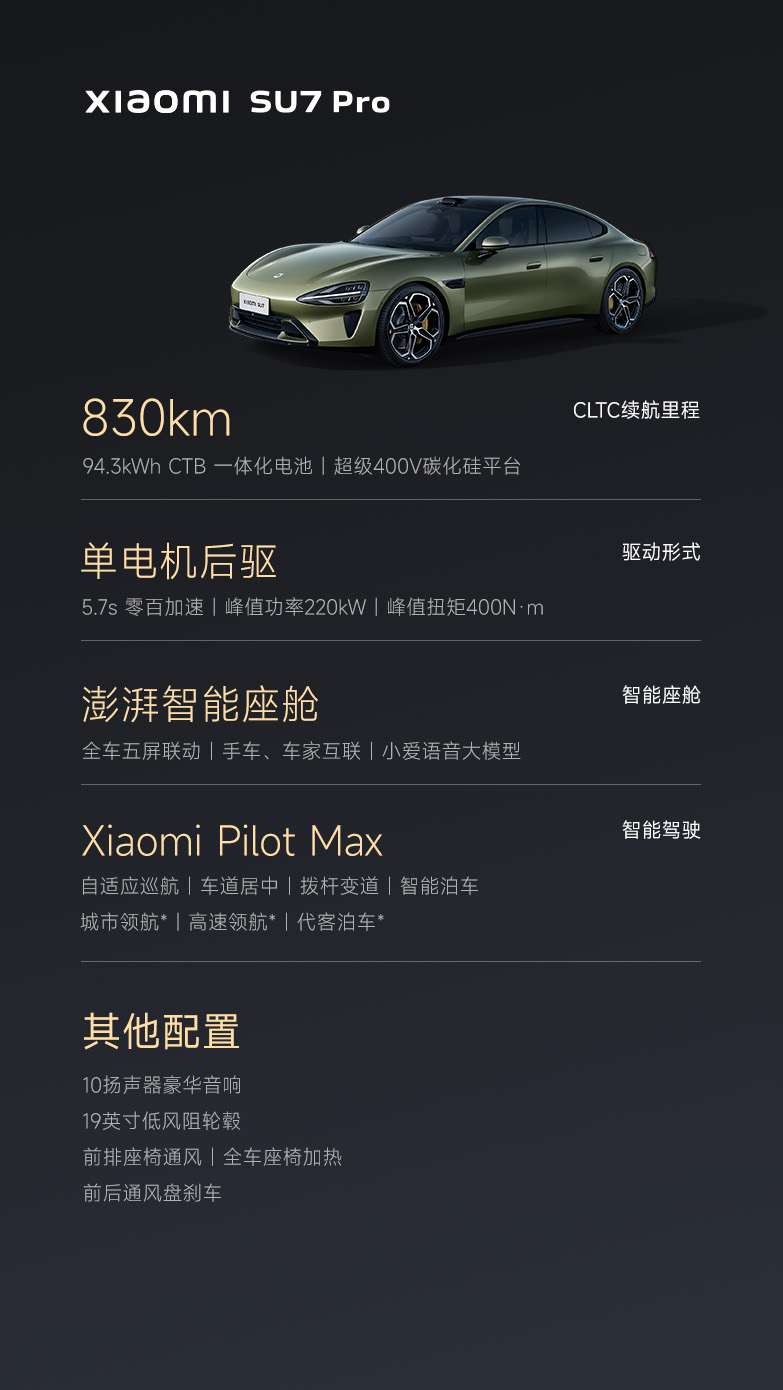 xiaomi SU7 Pro
XIAOMI SU7
830km
CLTC续航里程
94.3kWh CTB 一体化电池｜超级400V碳化硅平台
单电机后驱
驱动形式
5.7s 零百加速｜峰值功率220kW｜峰值扭矩400N·m
澎湃智能座舱
智能座舱
全车五屏联动｜手车、车家互联｜小爱语音大模型
Xiaomi Pilot Max
智能驾驶
自适应巡航｜车道居中｜拨杆变道｜智能泊车
城市领航*｜高速领航*｜代客泊车*
其他配置
10扬声器豪华音响
19英寸低风阻轮毂
前排座椅通风｜全车座椅加热
前后通风盘刹车